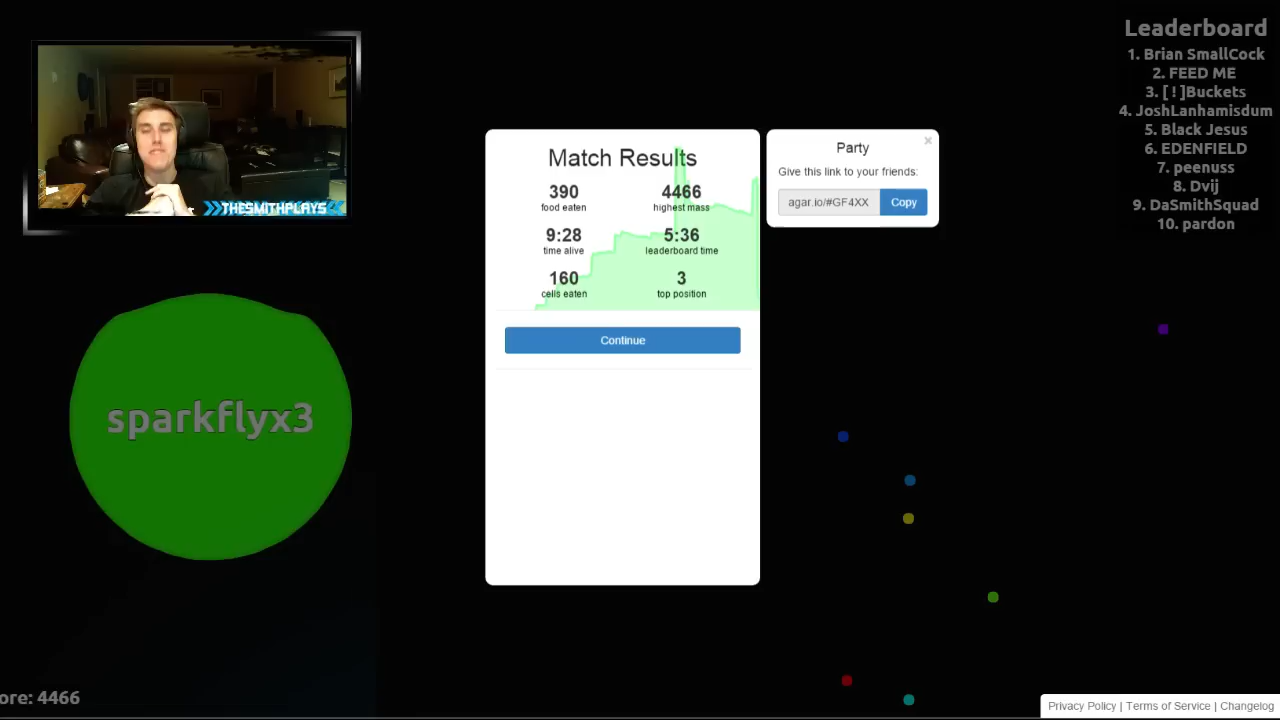 THESMITHPLAYS
Leaderboard
1. Brian SmallCock
2. FEED ME
3. [ ! ]Buckets
4. JoshLanhamisdum
5. Black Jesus
6. EDENFIELD
7. peenuss
8. Dvij
9. DaSmithSquad
10. pardon
Match Results
390
food eaten
4466
highest mass
9:28
time alive
5:36
leaderboard time
160
cells eaten
3
top position
Continue
Party
×
Give this link to your friends:
agar.io/#GF4XX Copy
sparkflyx3
ore: 4466
Privacy Policy | Terms of Service | Changelog